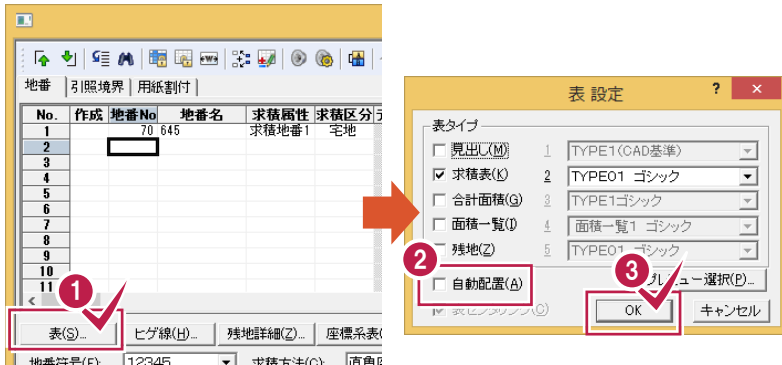 地番 引照境界 用紙割付
No. 作成 地番No 地番名 求積属性 求積区分
1 70 645 求積地番1 宅地
2
3
4
5
6
7
8
9
10
11
1
表(S)... ヒゲ線(H)... 残地詳細(Z)... 座標系表(
地番符号(F): 12345 求積方法(C):
表 設定 ? ×
表タイプ
見出し(M) 1 TYPE1(CAD基準)
求積表(K) 2 TYPE01 ゴシック
合計面積(G) 3 TYPE1ゴシック
面積一覧(I) 4 面積一覧1 ゴシック
残地(Z) 5 TYPE01 ゴシック
2
自動配置(A)
3
プレビュー選択(P)...
表センタリング(C)
OK キャンセル